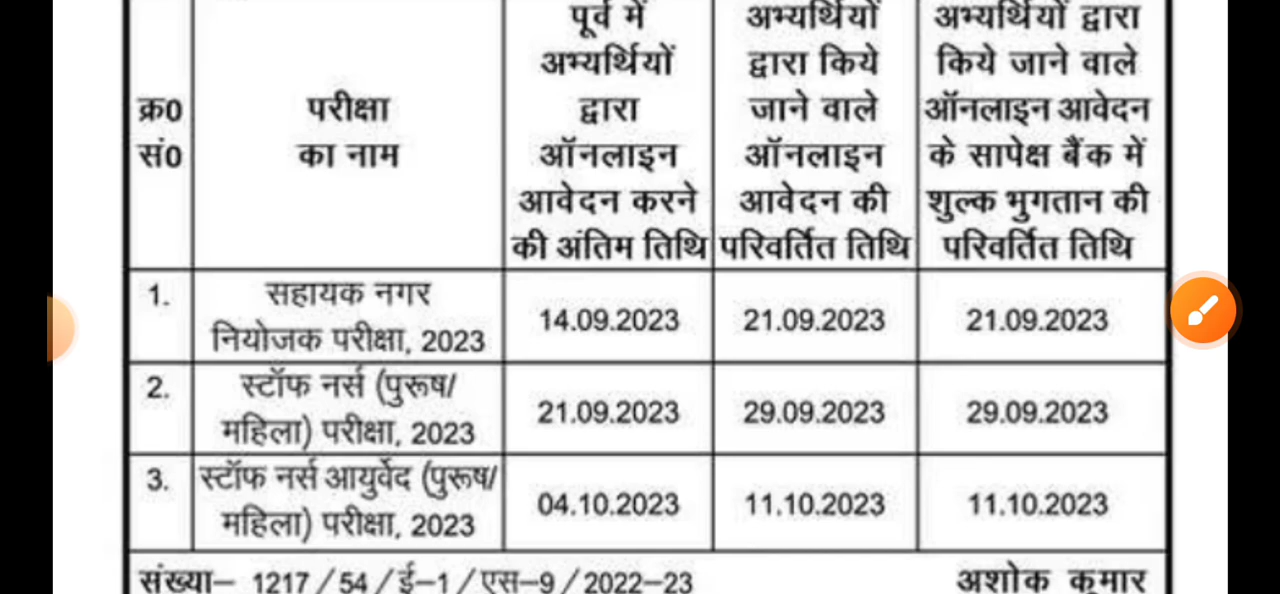 क्र0
सं0
परीक्षा
का नाम
पूर्व में
अभ्यर्थियों
द्वारा
ऑनलाइन
आवेदन करने
की अंतिम तिथि
अभ्यर्थियों
द्वारा किये
जाने वाले
ऑनलाइन
आवेदन की
परिवर्तित तिथि
अभ्यर्थियों द्वारा
किये जाने वाले
ऑनलाइन आवेदन
के सापेक्ष बैंक में
शुल्क भुगतान की
परिवर्तित तिथि
1.
सहायक नगर
नियोजक परीक्षा, 2023
14.09.2023
21.09.2023
21.09.2023
2.
स्टॉफ नर्स (पुरूष/
महिला) परीक्षा, 2023
21.09.2023
29.09.2023
29.09.2023
3.
स्टॉफ नर्स आयुर्वेद (पुरूष/
महिला) परीक्षा, 2023
04.10.2023
11.10.2023
11.10.2023
संख्या– 1217/54/ई–1/एस–9/2022–23
अशोक कुमार